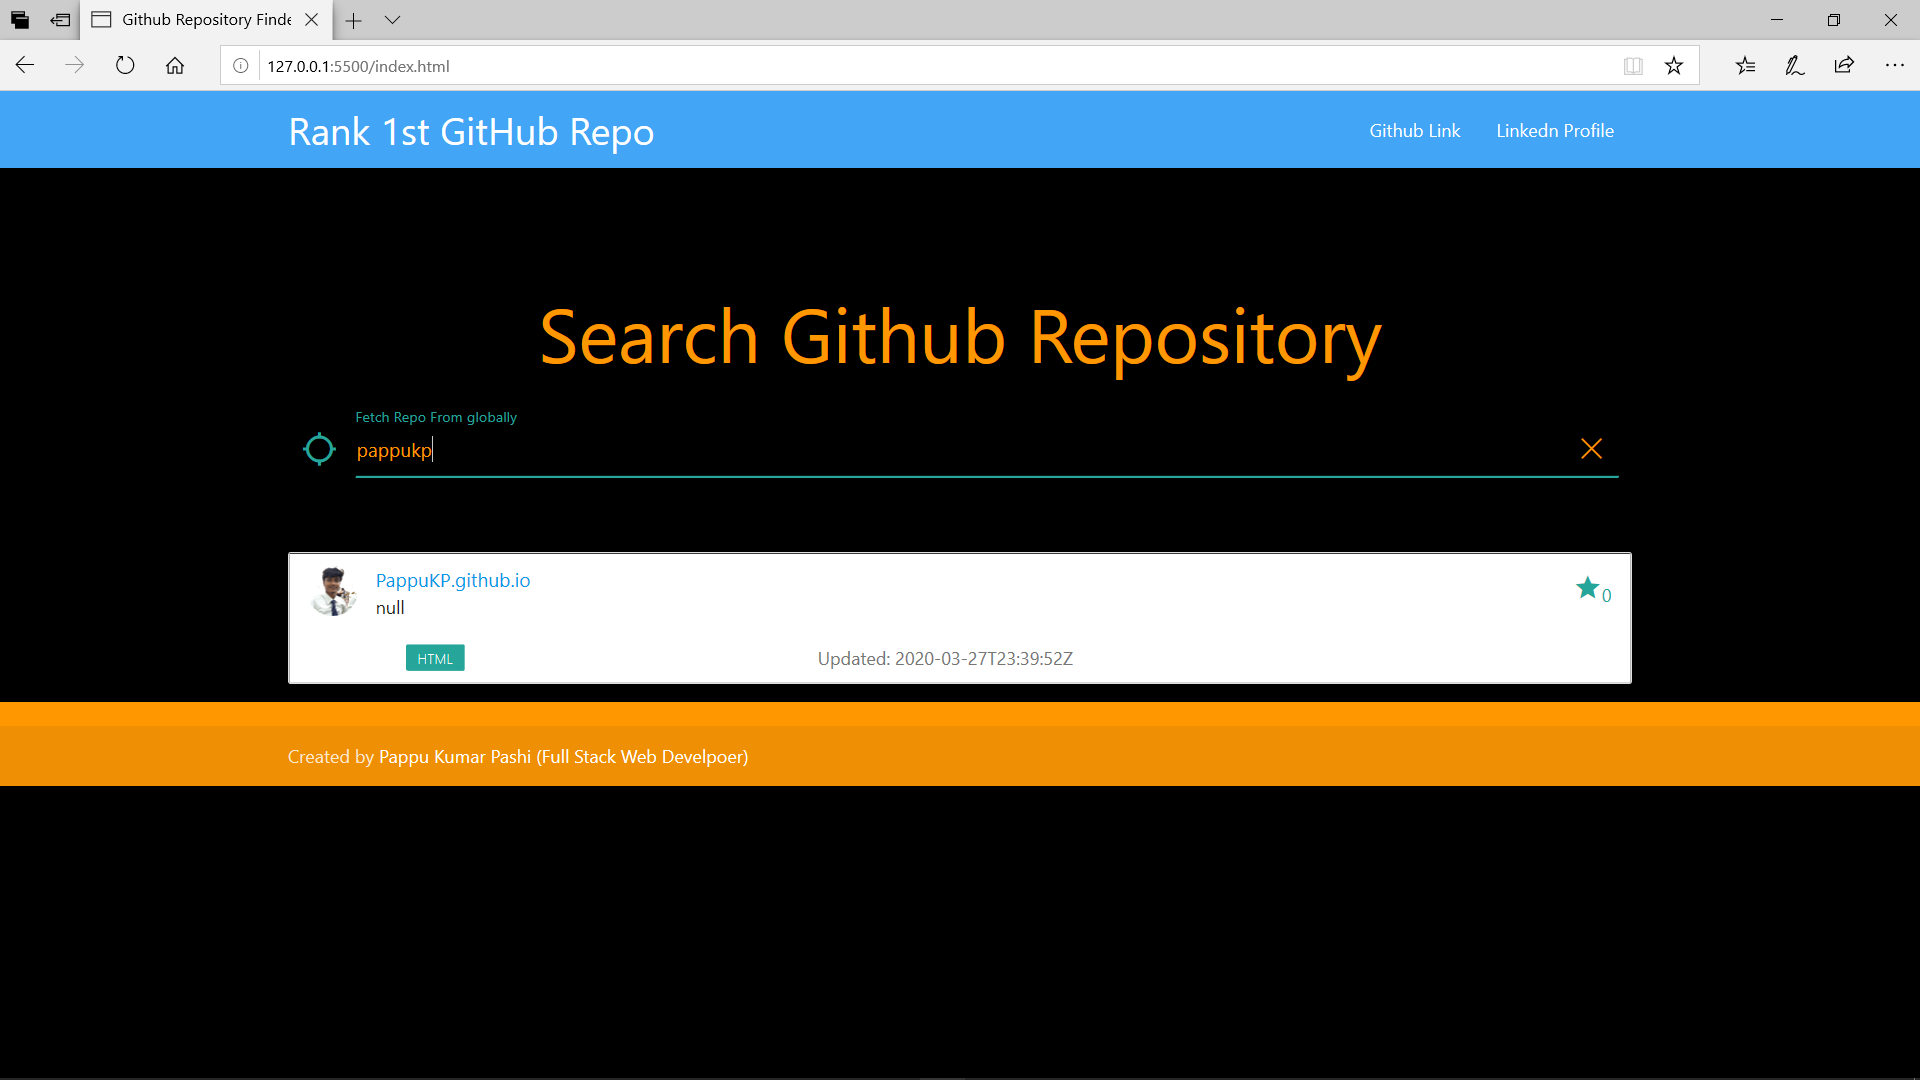 Github Repository Finde
127.0.0.1:5500/index.html
Rank 1st GitHub Repo
Github Link
Linkedn Profile
Search Github Repository
Fetch Repo From globally
pappukp
PappuKP.github.io
null
0
HTML
Updated: 2020-03-27T23:39:52Z
Created by Pappu Kumar Pashi (Full Stack Web Develpoer)